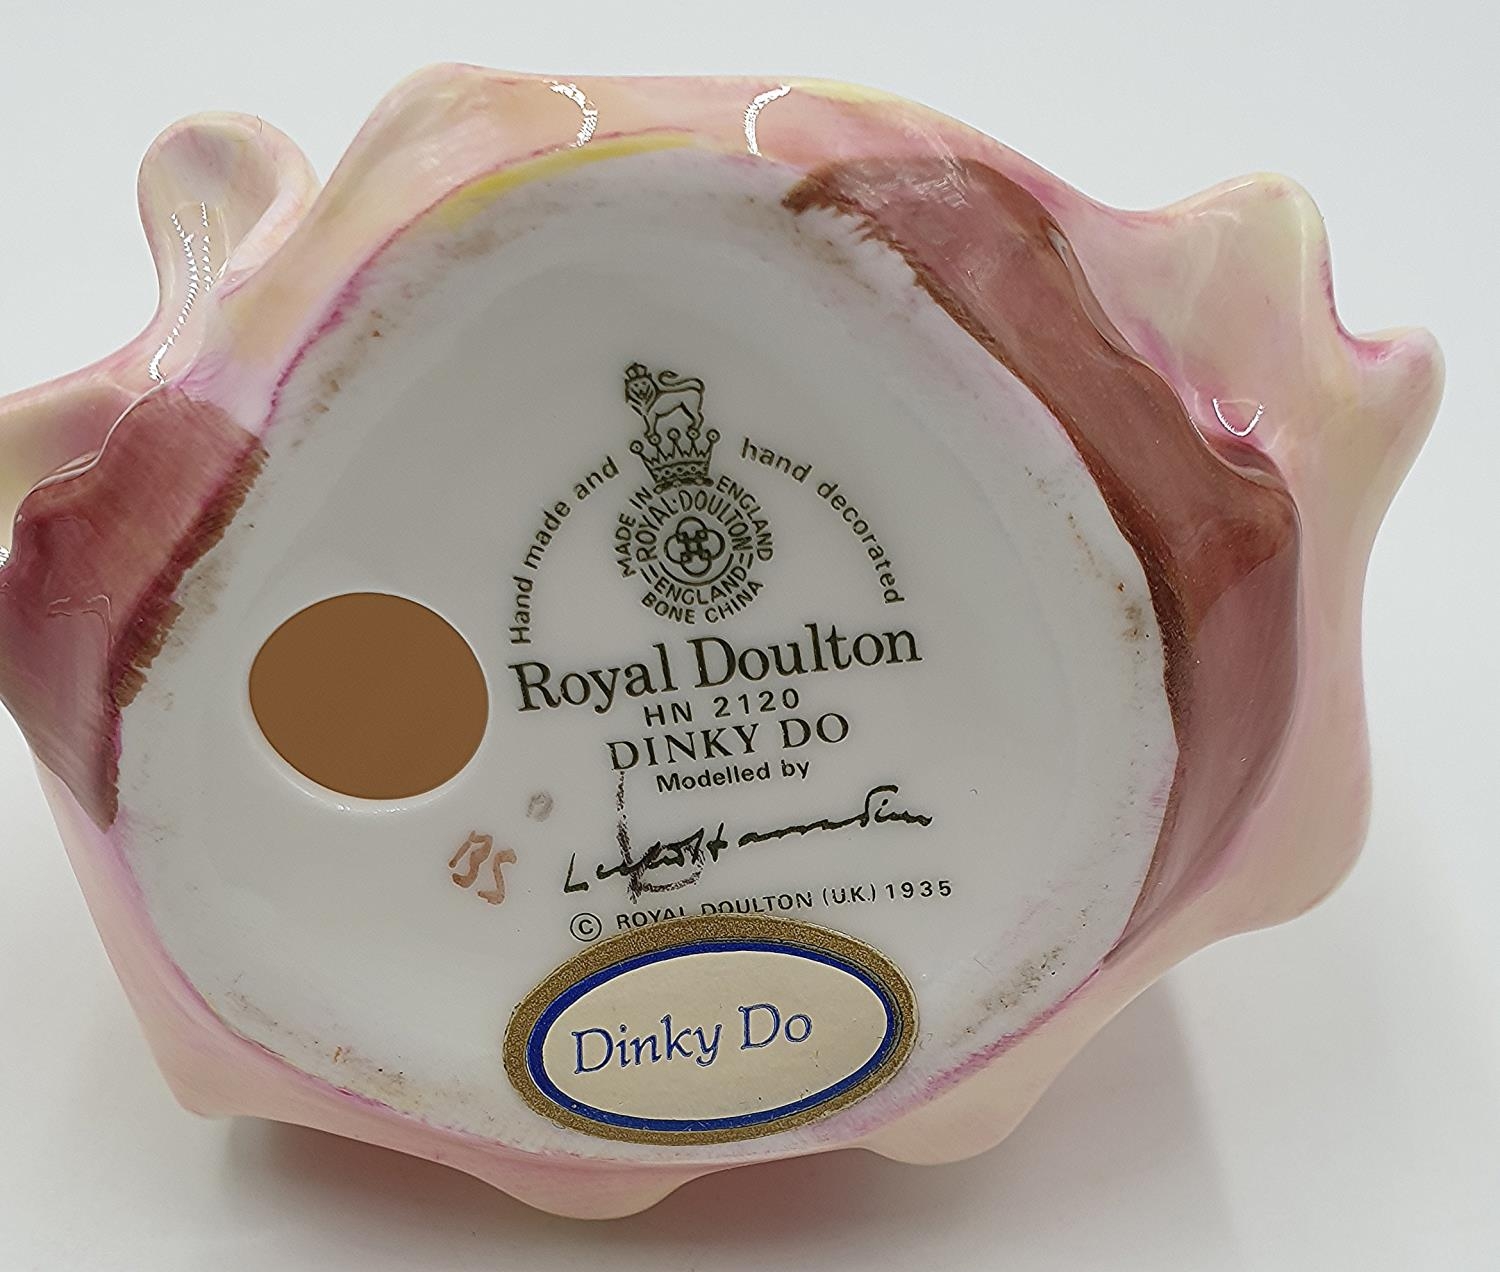 Hand made and hand decorated
MADE IN ENGLAND
ROYAL·DOULTON
ENGLAND
BONE CHINA
Royal Doulton
HN 2120
DINKY DO
Modelled by
© ROYAL DOULTON (U.K.) 1935
BS
Dinky Do